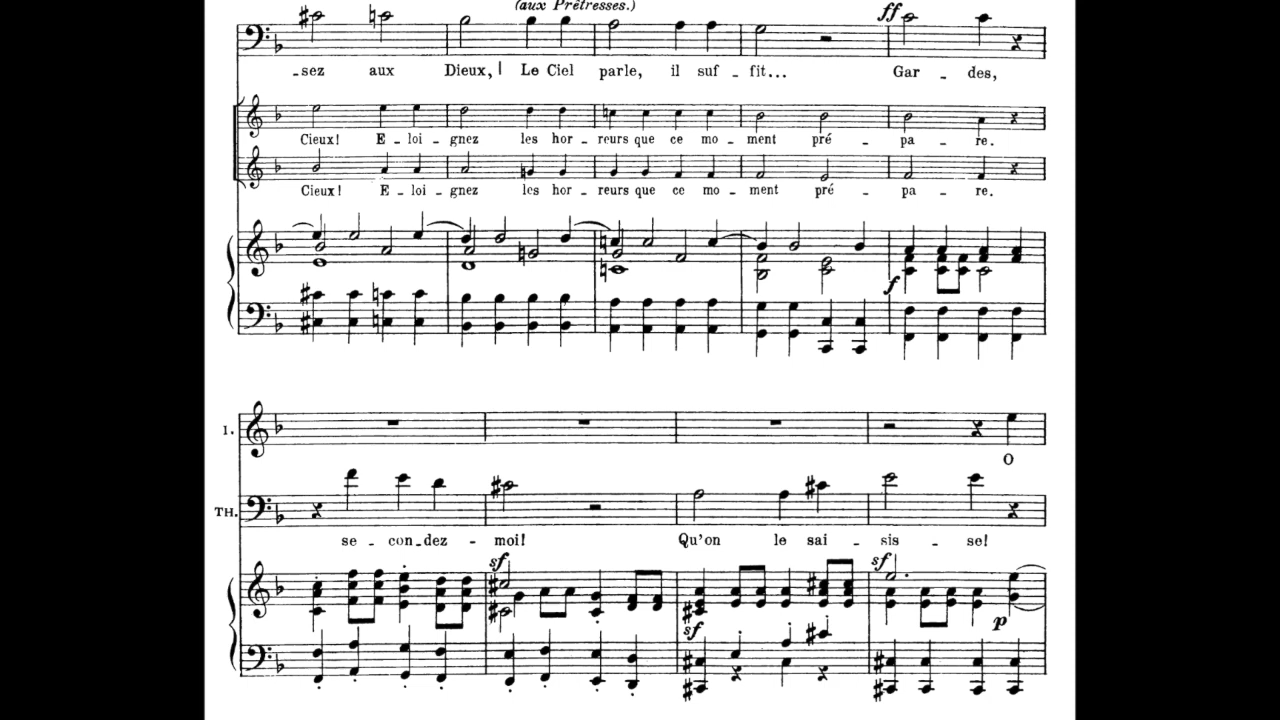 (aux Prêtresses.)
ff
-sez aux Dieux, | Le Ciel parle, il suf - fit... Gar - des,
Cieux! E - loi - gnez les hor - reurs que ce mo - ment pré - pa - re.
Cieux! E - loi - gnez les hor - reurs que ce mo - ment pré - pa - re.
f
I.
O
TH.
se - con - dez - moi! Qu'on le sai - sis - se!
sf sf
p
sf